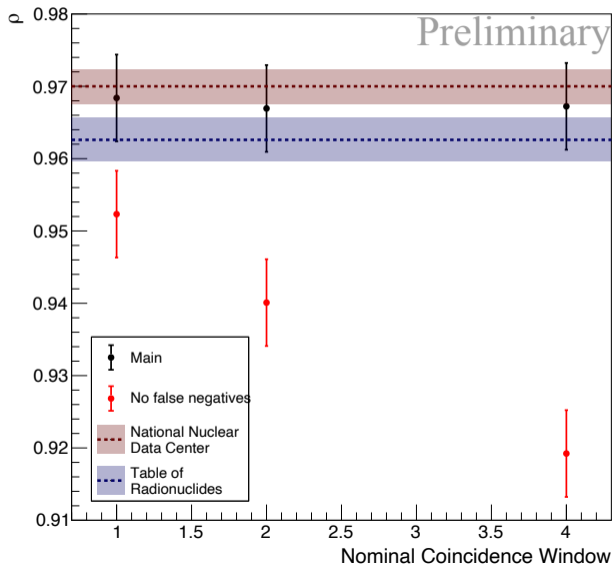 Preliminary
ρ
0.98
0.97
0.96
0.95
0.94
0.93
0.92
0.91
Main
No false negatives
National Nuclear
Data Center
Table of
Radionuclides
1 1.5 2 2.5 3 3.5 4
Nominal Coincidence Window